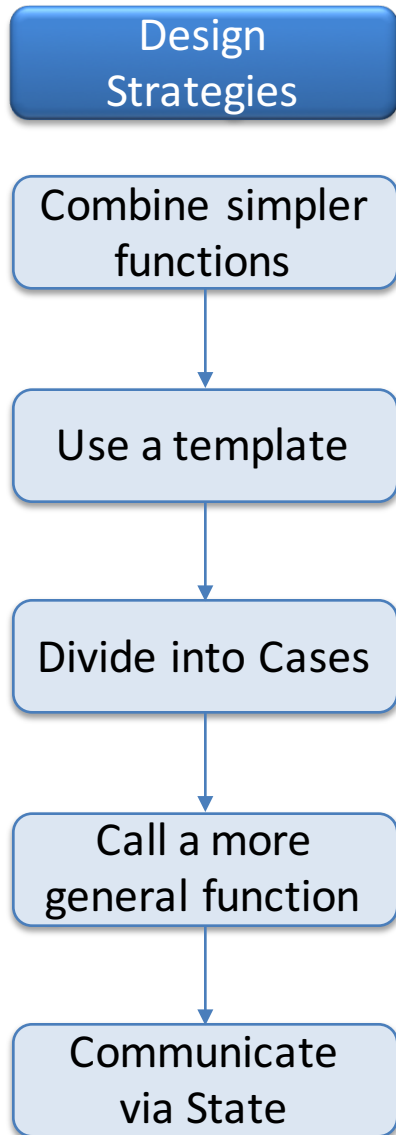 Design
Strategies
Combine simpler
functions
Use a template
Divide into Cases
Call a more
general function
Communicate
via State